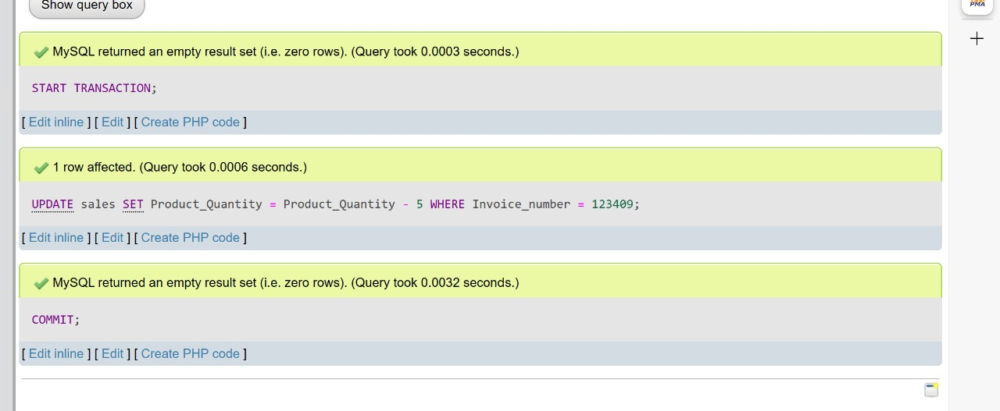 Show query box
PMA
MySQL returned an empty result set (i.e. zero rows). (Query took 0.0003 seconds.)
START TRANSACTION;
[ Edit inline ] [ Edit ] [ Create PHP code ]
1 row affected. (Query took 0.0006 seconds.)
UPDATE sales SET Product_Quantity = Product_Quantity - 5 WHERE Invoice_number = 123409;
[ Edit inline ] [ Edit ] [ Create PHP code ]
MySQL returned an empty result set (i.e. zero rows). (Query took 0.0032 seconds.)
COMMIT;
[ Edit inline ] [ Edit ] [ Create PHP code ]